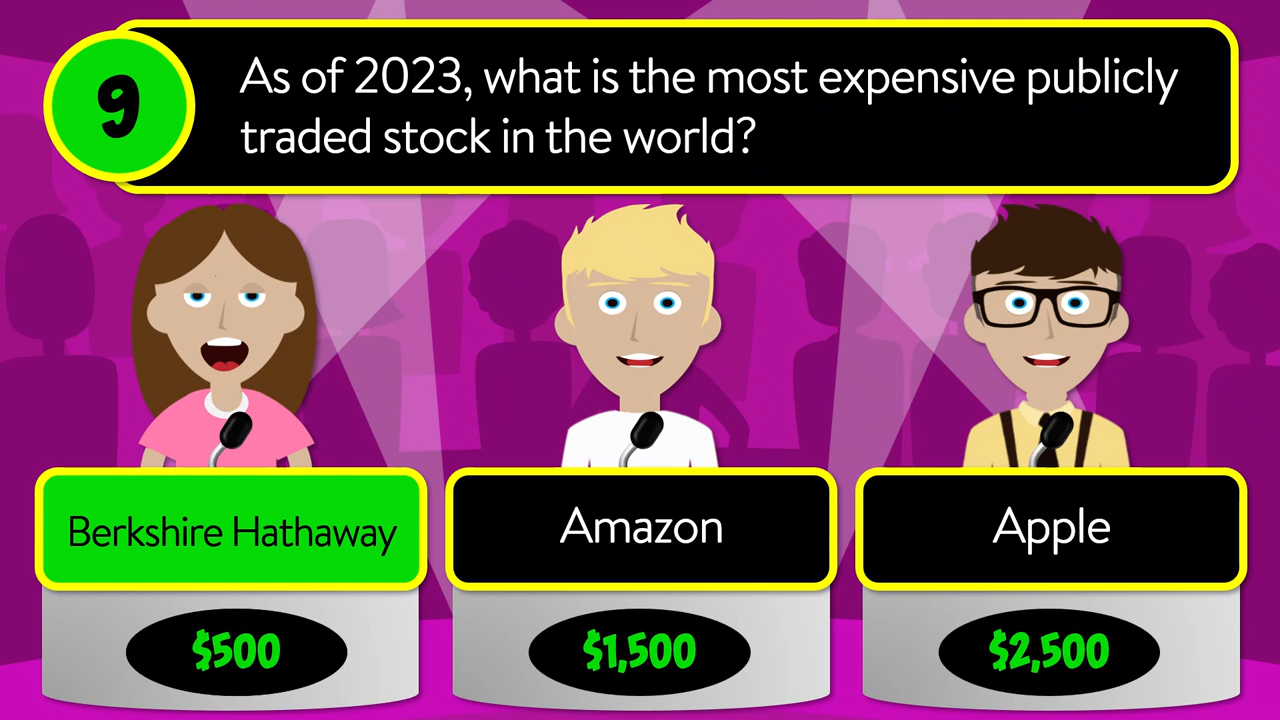 9
As of 2023, what is the most expensive publicly
traded stock in the world?
Berkshire Hathaway
Amazon
Apple
$500
$1,500
$2,500